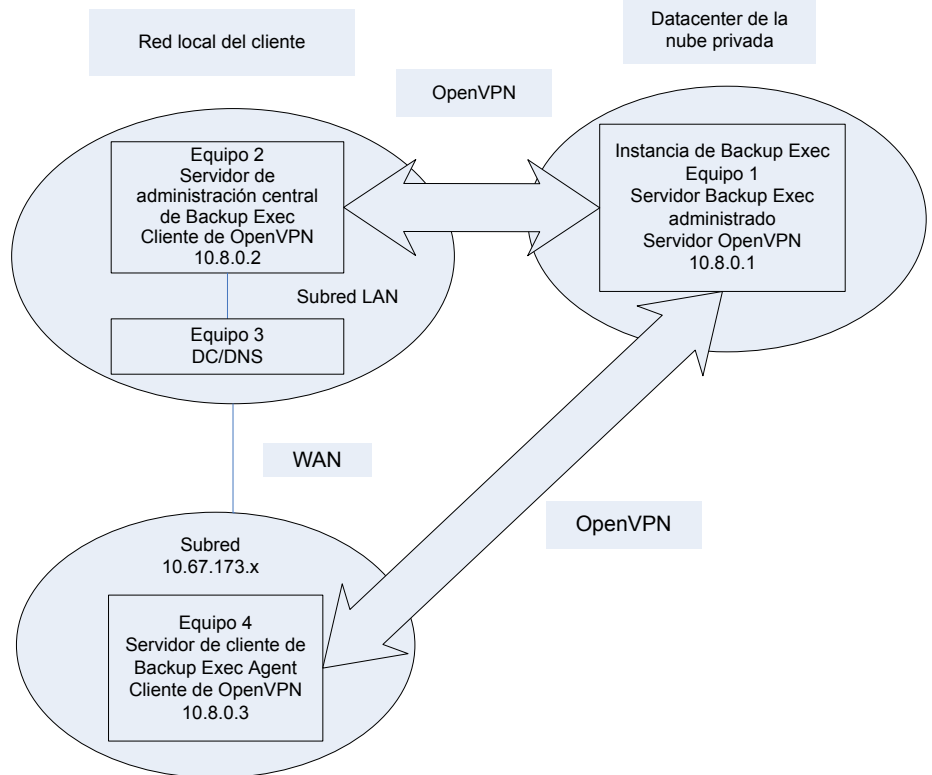 Red local del cliente
Datacenter de la
nube privada
OpenVPN
Equipo 2
Servidor de
administración central
de Backup Exec
Cliente de OpenVPN
10.8.0.2
Subred LAN
Equipo 3
DC/DNS
Instancia de Backup Exec
Equipo 1
Servidor Backup Exec
administrado
Servidor OpenVPN
10.8.0.1
WAN
OpenVPN
Subred
10.67.173.x
Equipo 4
Servidor de cliente de
Backup Exec Agent
Cliente de OpenVPN
10.8.0.3